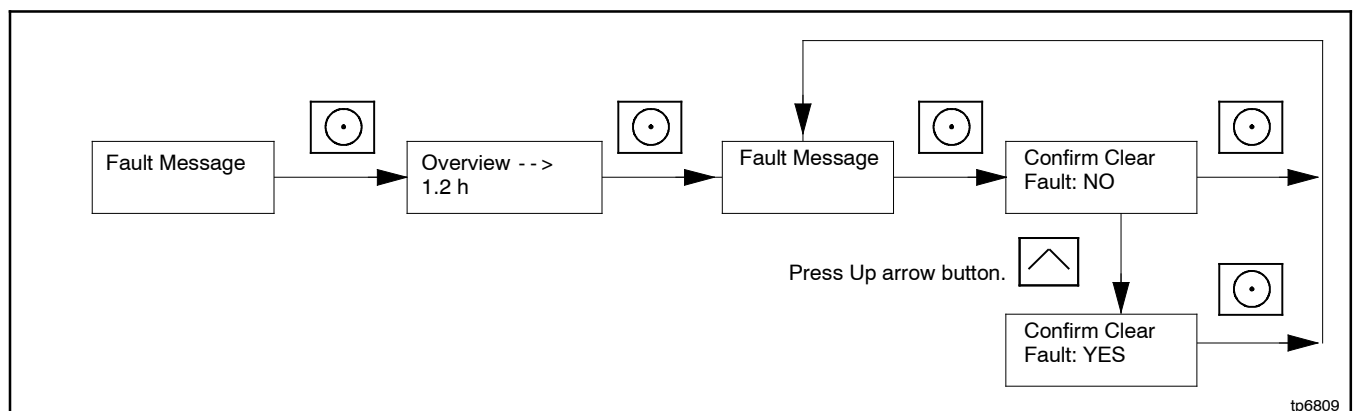 Fault Message
Overview - ->
1.2 h
Fault Message
Confirm Clear
Fault: NO
Press Up arrow button.
Confirm Clear
Fault: YES
tp6809